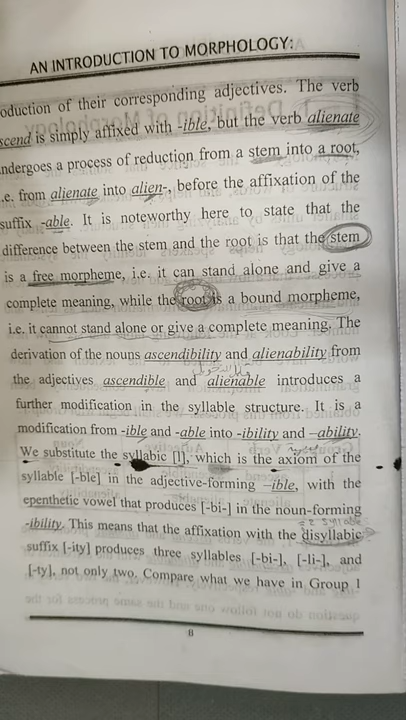 AN INTRODUCTION TO MORPHOLOGY:
oduction of their corresponding adjectives. The verb
scend is simply affixed with -ible, but the verb alienate
ndergoes a process of reduction from a stem into a root,
.e. from alienate into alien-, before the affixation of the
suffix -able. It is noteworthy here to state that the
difference between the stem and the root is that the stem
is a free morpheme, i.e. it can stand alone and give a
complete meaning, while the root is a bound morpheme,
i.e. it cannot stand alone or give a complete meaning. The
derivation of the nouns ascendibility and alienability from
the adjectives ascendible and alienable introduces a
further modification in the syllable structure. It is a
modification from -ible and -able into -ibility and -ability.
We substitute the syllabic [l], which is the axiom of the
syllable [-ble] in the adjective-forming -ible, with the
epenthetic vowel that produces [-bi-] in the noun-forming
= 2 syllable
-ibility. This means that the affixation with the disyllabic
suffix [-ity] produces three syllables [-bi-], [-li-], and
[-ty], not only two. Compare what we have in Group 1
8